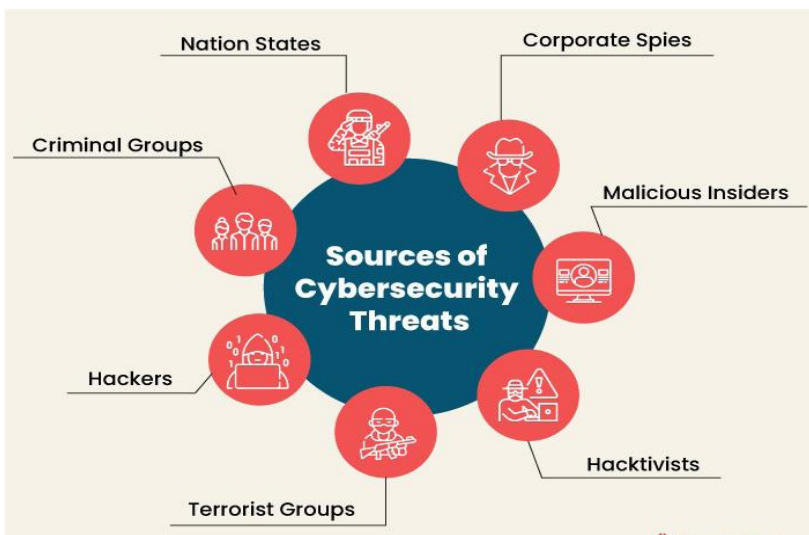 Nation States
Corporate Spies
Criminal Groups
Malicious Insiders
Sources of
Cybersecurity
Threats
Hackers
Hacktivists
Terrorist Groups